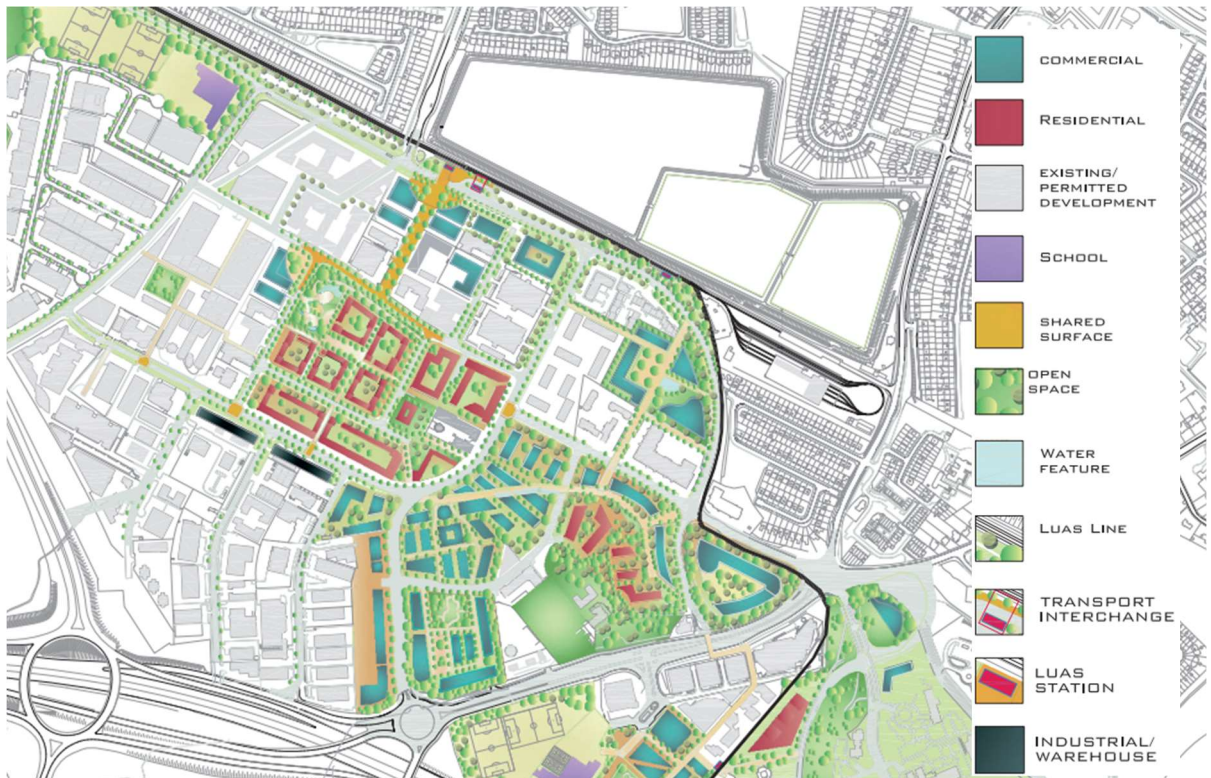 COMMERCIAL
RESIDENTIAL
EXISTING/
PERMITTED
DEVELOPMENT
SCHOOL
SHARED
SURFACE
OPEN
SPACE
WATER
FEATURE
LUAS LINE
TRANSPORT
INTERCHANGE
LUAS
STATION
INDUSTRIAL/
WAREHOUSE